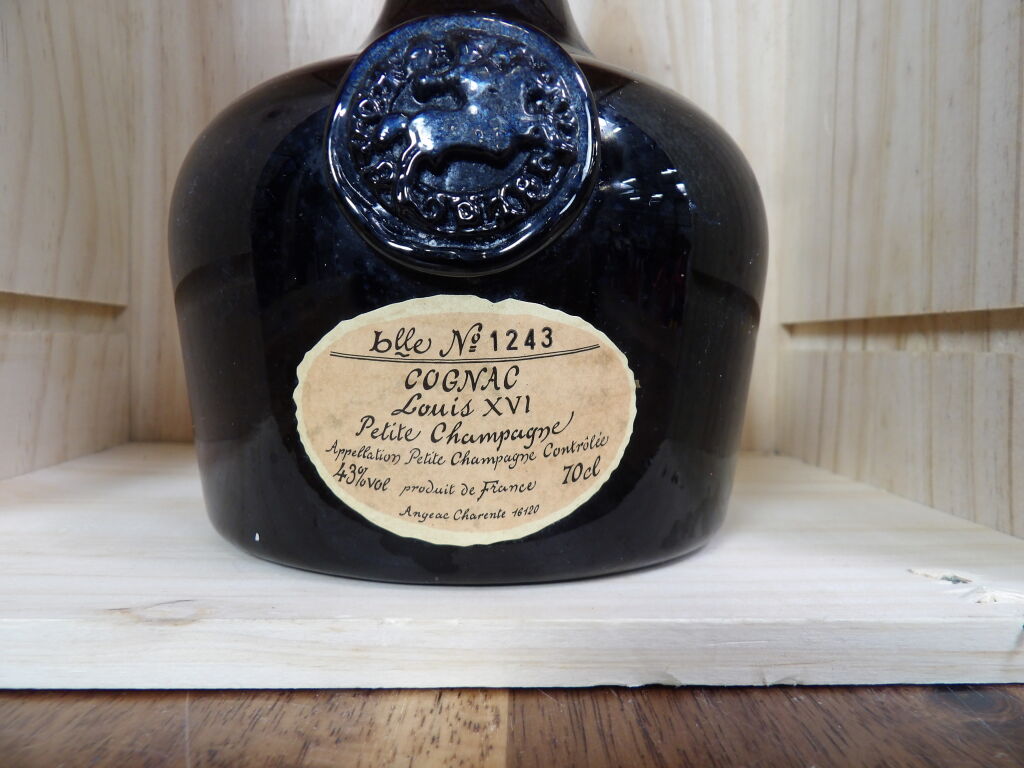 blle Nº 1243
COGNAC
Louis XVI
Petite Champagne
Appellation Petite Champagne Contrôlée
43%vol produit de France 70cl
Angeac Charente 16120